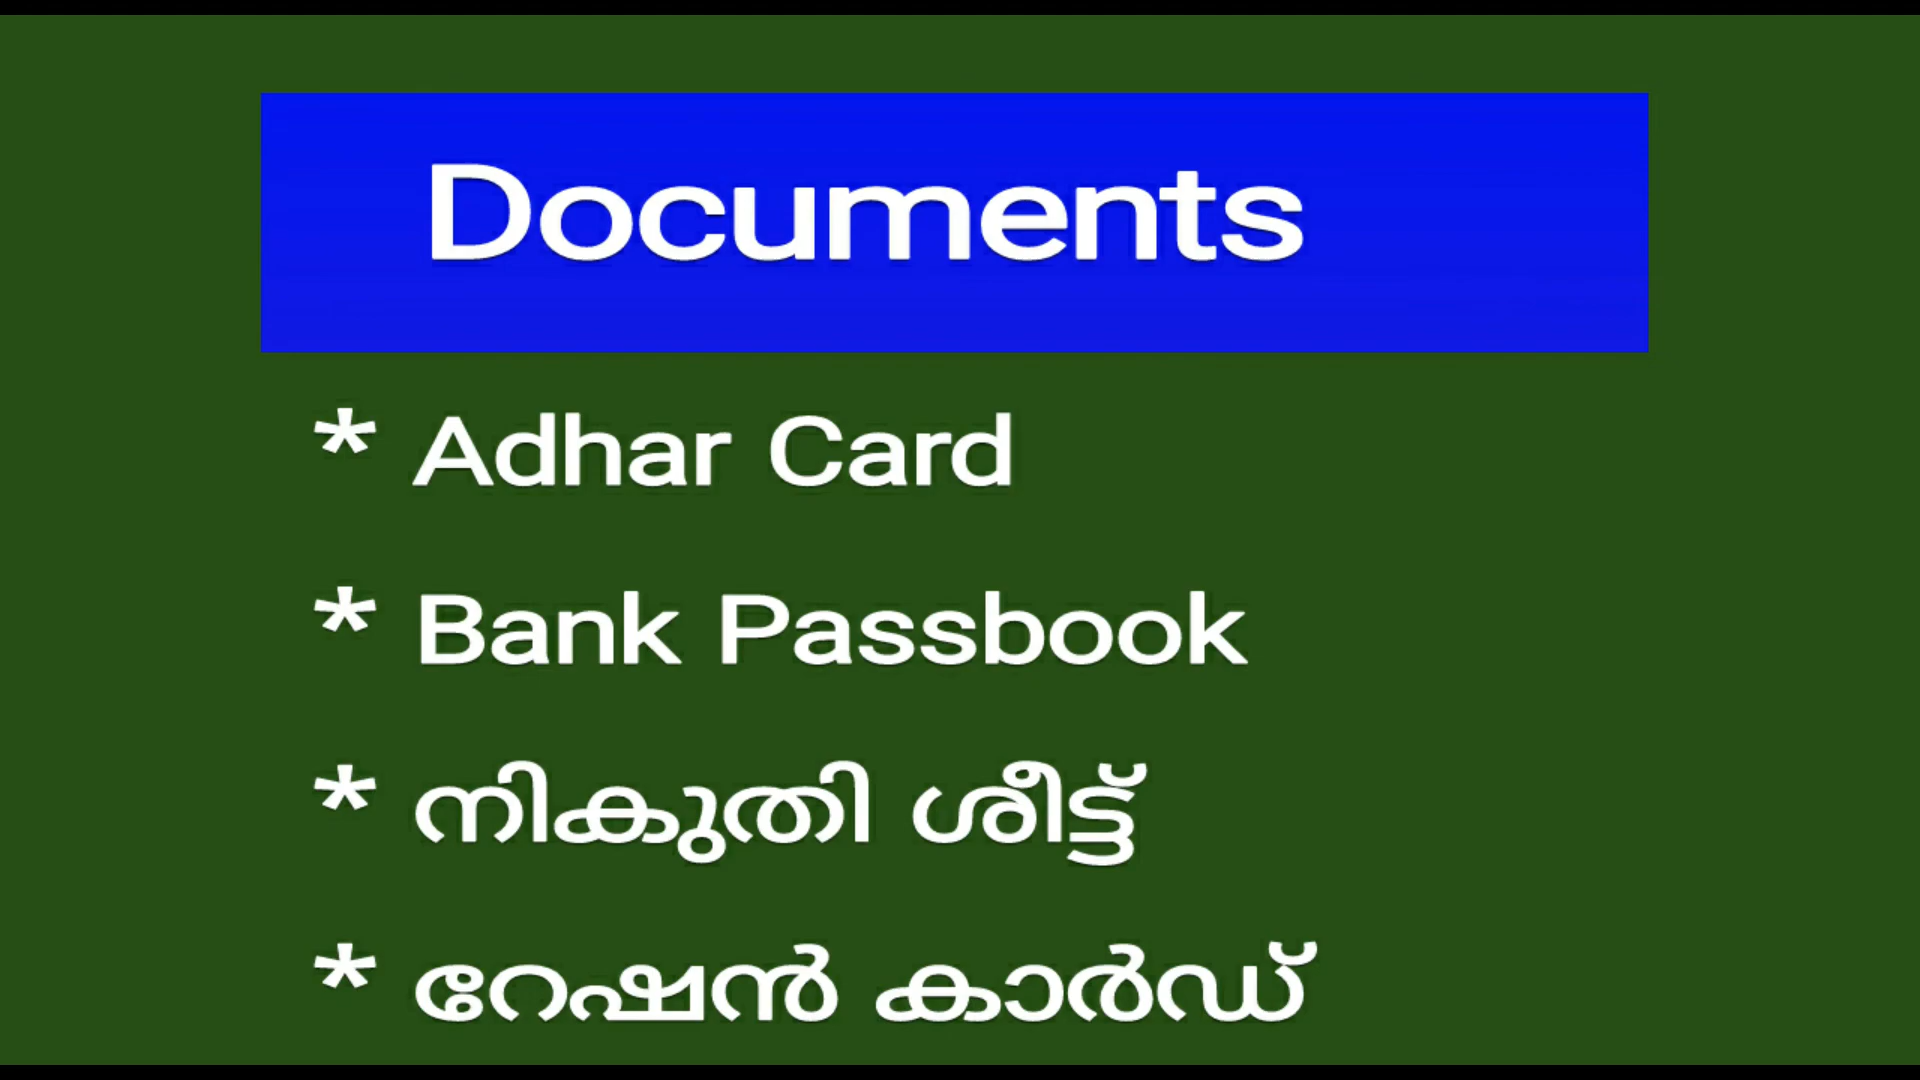 Documents
* Adhar Card
* Bank Passbook
* നികുതി ശീട്ട്
* റേഷൻ കാർഡ്